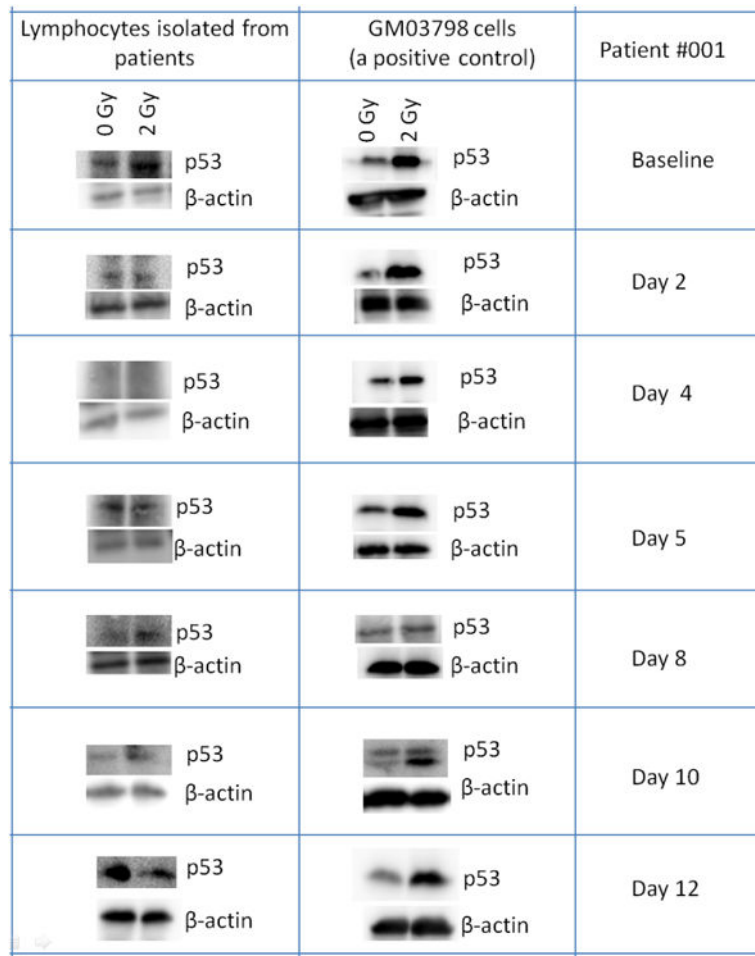 Lymphocytes isolated from
patients
GM03798 cells
(a positive control)
Patient #001
0 Gy
2 Gy
p53
β-actin
0 Gy
2 Gy
p53
β-actin
Baseline
p53
β-actin
p53
β-actin
Day 2
p53
β-actin
p53
β-actin
Day 4
p53
β-actin
p53
β-actin
Day 5
p53
β-actin
p53
β-actin
Day 8
p53
β-actin
p53
β-actin
Day 10
p53
β-actin
p53
β-actin
Day 12